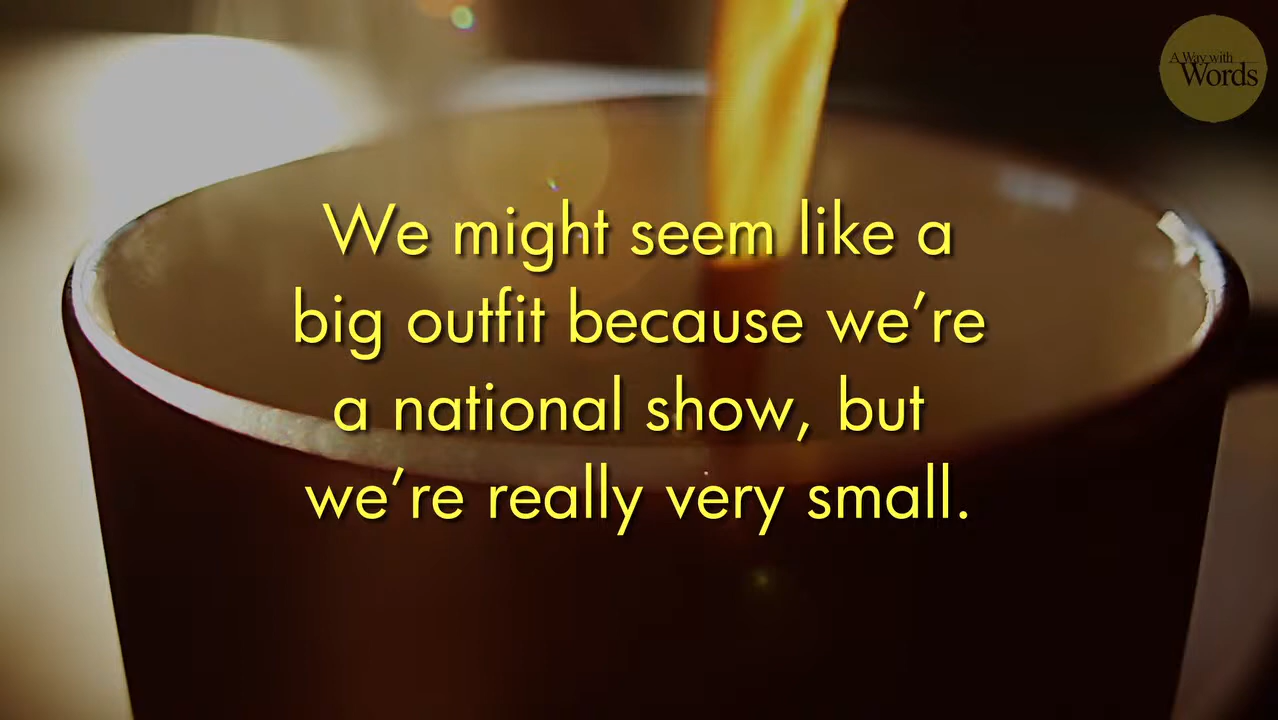 A Way with
Words
We might seem like a
big outfit because we’re
a national show, but
we’re really very small.